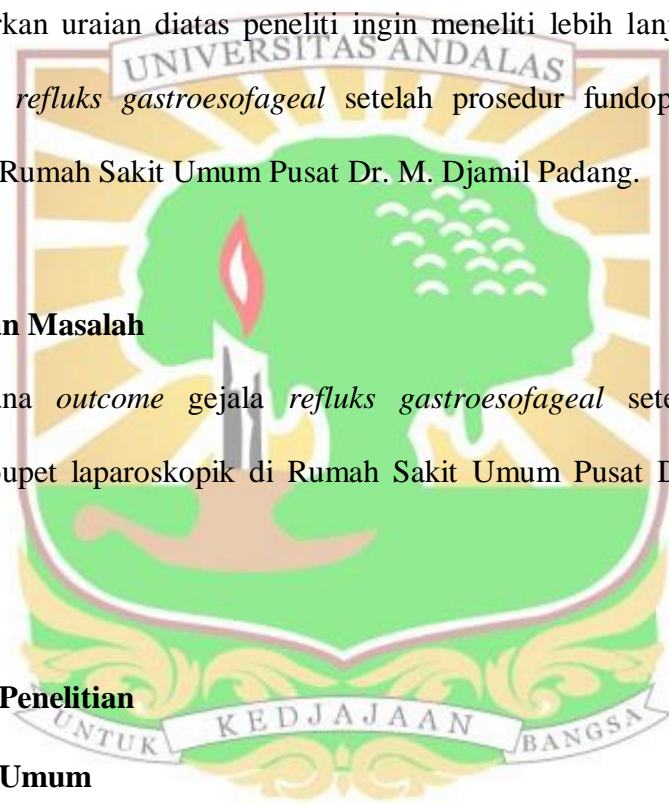 rkan uraian diatas peneliti ingin meneliti lebih lanj
UNIVERSITAS ANDALAS
refluks gastroesofageal setelah prosedur fundop
Rumah Sakit Umum Pusat Dr. M. Djamil Padang.
an Masalah
na outcome gejala refluks gastroesofageal sete
oupet laparoskopik di Rumah Sakit Umum Pusat D
Penelitian
UNTUK KEDJAJAAN BANGSA
Umum